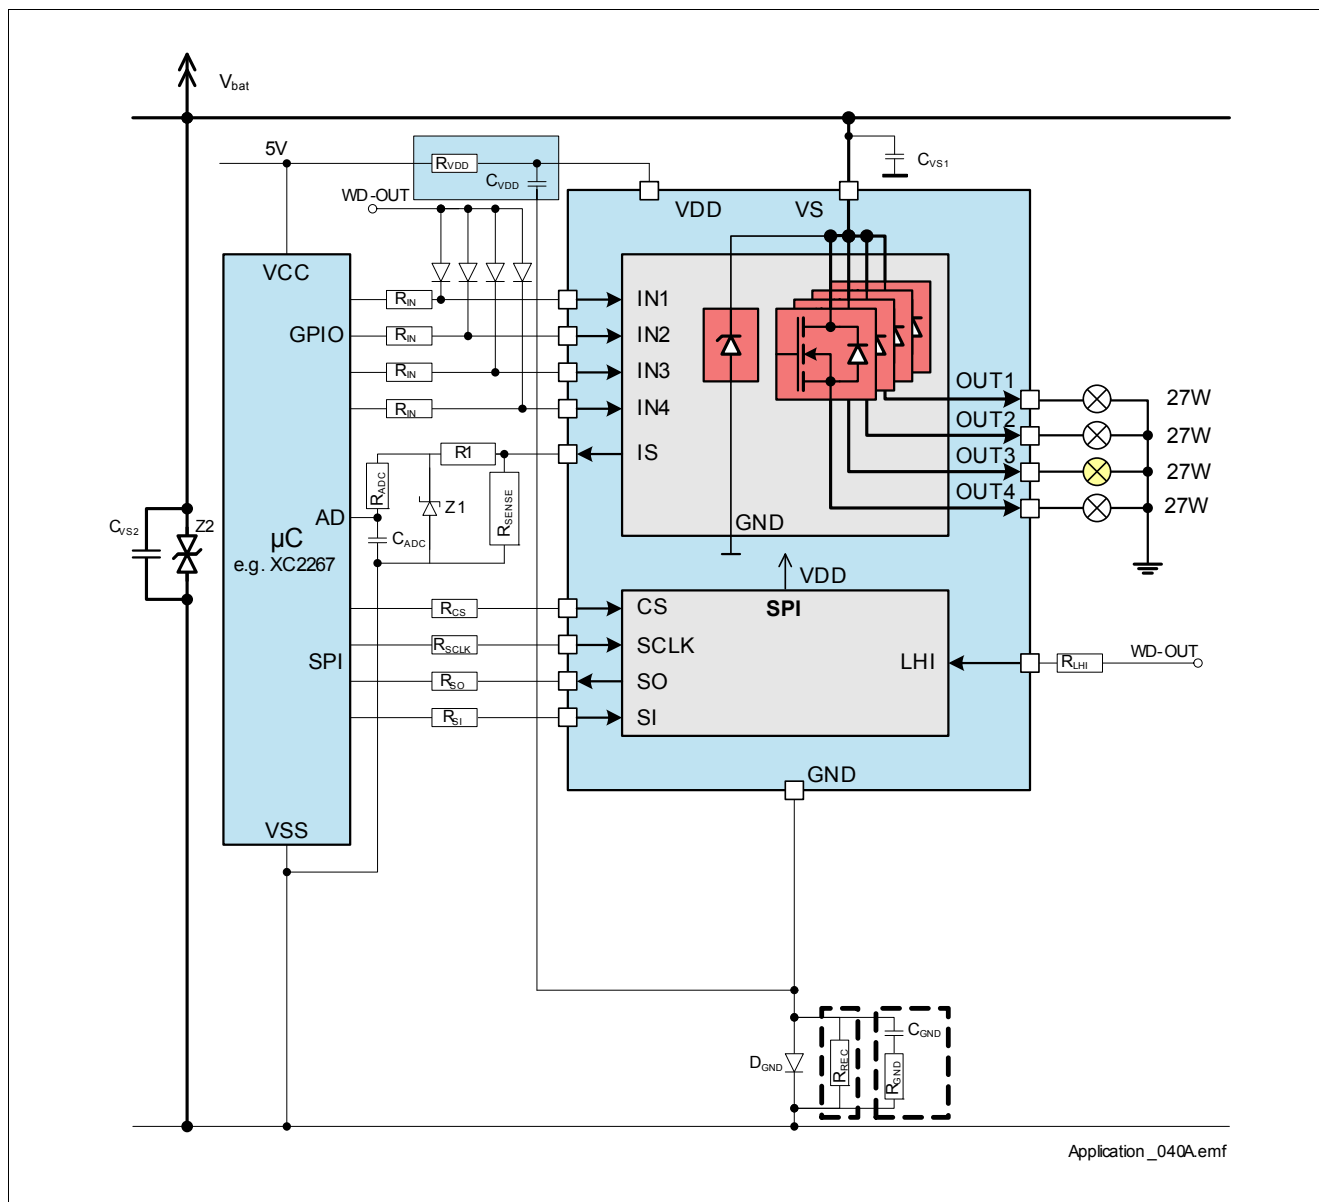 Vbat
5V
RVDD
CVDD
CVS1
WD-OUT
VDD
VS
VCC
RIN
IN1
GPIO
RIN
IN2
RIN
IN3
RIN
IN4
OUT1
27W
OUT2
27W
OUT3
27W
OUT4
27W
R1
IS
RADC
Z1
RSENSE
AD
CADC
GND
CVS2
Z2
µC
e.g. XC2267
VDD
SPI
RCS
CS
RSCLK
SCLK
SPI
RSO
SO
RSI
SI
LHI
RLHI
WD-OUT
GND
VSS
DGND
RREC
CGND
RGND
Application_040A.emf